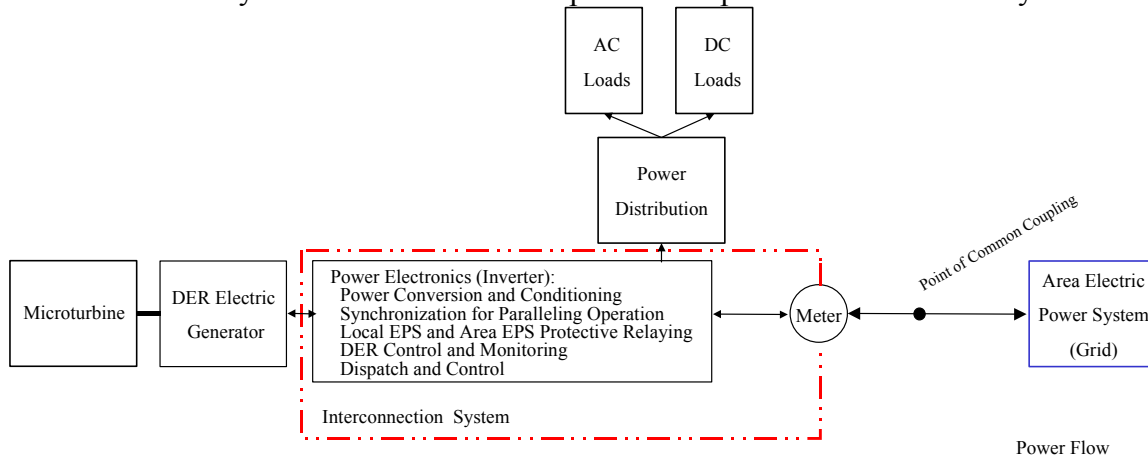 AC
Loads
DC
Loads
Power
Distribution
Point of Common Coupling
Microturbine
DER Electric
Generator
Power Electronics (Inverter):
Power Conversion and Conditioning
Synchronization for Paralleling Operation
Local EPS and Area EPS Protective Relaying
DER Control and Monitoring
Dispatch and Control
Interconnection System
Meter
Area Electric
Power System
(Grid)
Power Flow